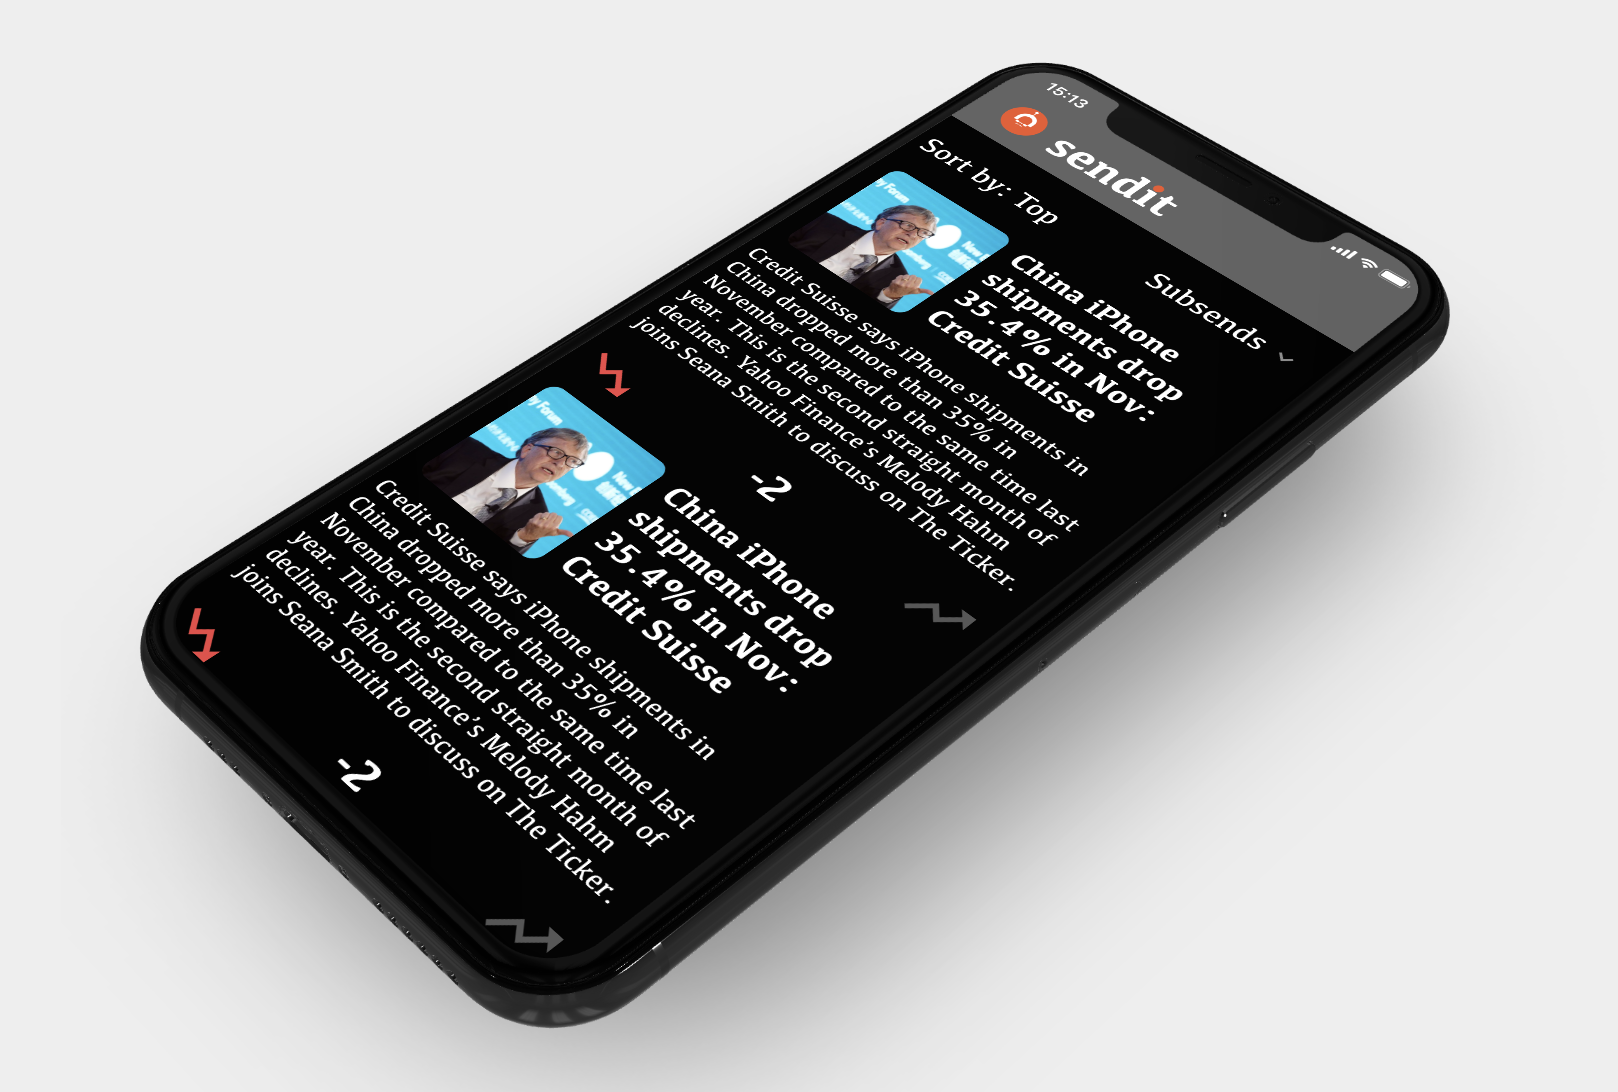 15:13
sendit
Sort by: Top
Subsends
y Forum
New
China iPhone
shipments drop
35.4% in Nov:
Credit Suisse
Credit Suisse says iPhone shipments in
China dropped more than 35% in
November compared to the same time last
year. This is the second straight month of
declines. Yahoo Finance’s Melody Hahm
joins Seana Smith to discuss on The Ticker.
-2
y Forum
New
China iPhone
shipments drop
35.4% in Nov:
Credit Suisse
Credit Suisse says iPhone shipments in
China dropped more than 35% in
November compared to the same time last
year. This is the second straight month of
declines. Yahoo Finance’s Melody Hahm
joins Seana Smith to discuss on The Ticker.
-2